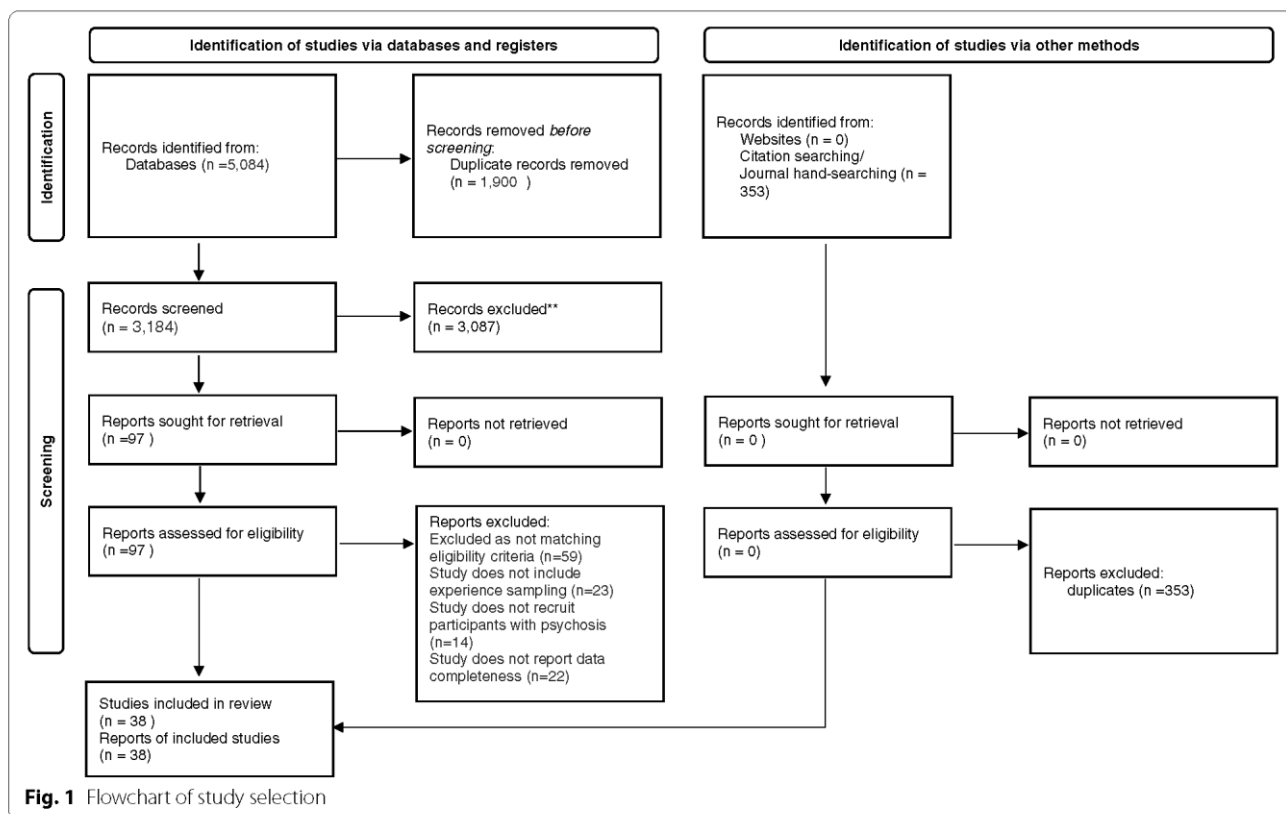 Identification of studies via databases and registers
Identification of studies via other methods
Identification
Records identified from:
Databases (n =5,084)
Records removed before
screening:
Duplicate records removed
(n = 1,900 )
Records identified from:
Websites (n = 0)
Citation searching/
Journal hand-searching (n =
353)
Screening
Records screened
(n = 3,184)
Records excluded**
(n = 3,087)
Reports sought for retrieval
(n =97 )
Reports not retrieved
(n = 0)
Reports sought for retrieval
(n = 0 )
Reports not retrieved
(n = 0)
Reports assessed for eligibility
(n =97 )
Reports excluded:
Excluded as not matching
eligibility criteria (n=59)
Study does not include
experience sampling (n=23)
Study does not recruit
participants with psychosis
(n=14)
Study does not report data
completeness (n=22)
Reports assessed for eligibility
(n = 0)
Reports excluded:
duplicates (n =353)
Studies included in review
(n = 38 )
Reports of included studies
(n = 38)
Fig. 1 Flowchart of study selection